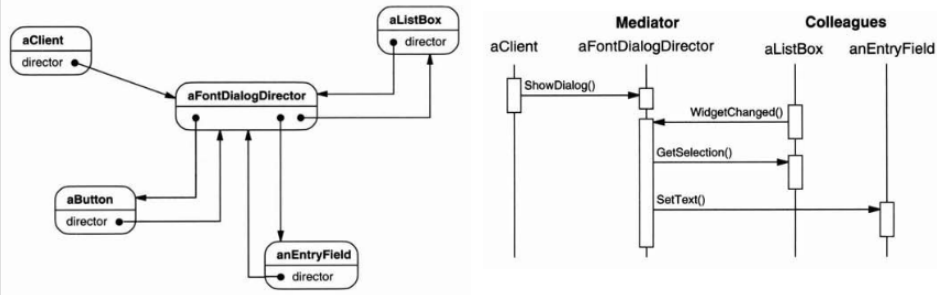 aClient
director
aListBox
director
aFontDialogDirector
aButton
director
anEntryField
director
Mediator
Colleagues
aClient
aFontDialogDirector
aListBox
anEntryField
ShowDialog()
WidgetChanged()
GetSelection()
SetText()